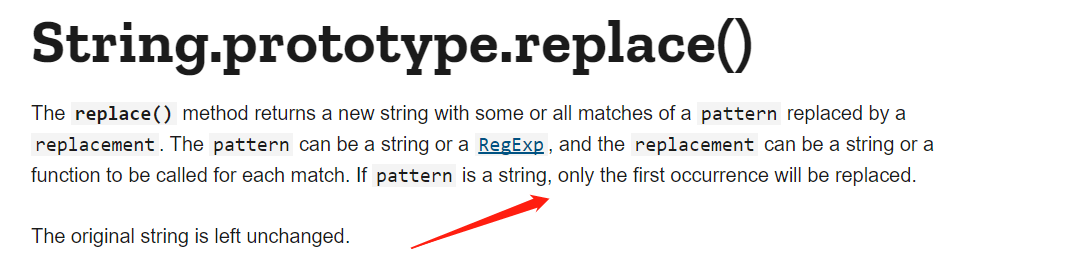 String.prototype.replace()
The replace() method returns a new string with some or all matches of a pattern replaced by a
replacement. The pattern can be a string or a RegExp, and the replacement can be a string or a
function to be called for each match. If pattern is a string, only the first occurrence will be replaced.
The original string is left unchanged.